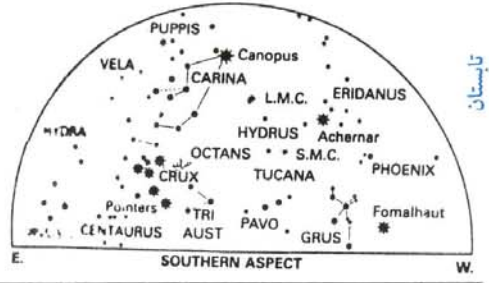 PUPPIS
Canopus
VELA
CARINA
ERIDANUS
L.M.C.
HYDRA
HYDRUS
Achernar
OCTANS
S.M.C.
PHOENIX
CRUX
TUCANA
Pointers
TRI
AUST
PAVO
Fomalhaut
CENTAURUS
GRUS
E.
SOUTHERN ASPECT
W.
تابستان